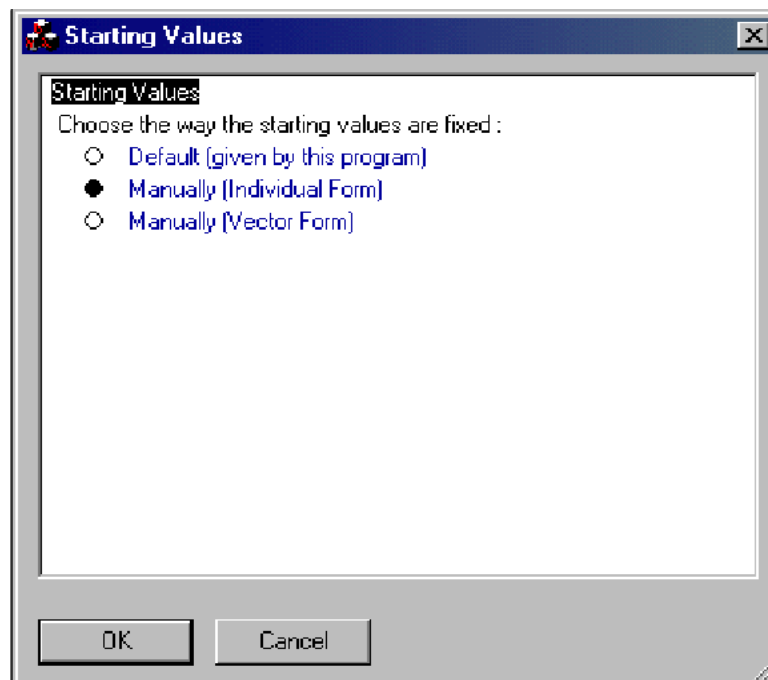 Starting Values
Starting Values
Choose the way the starting values are fixed :
Default (given by this program)
Manually (Individual Form)
Manually (Vector Form)
OK
Cancel